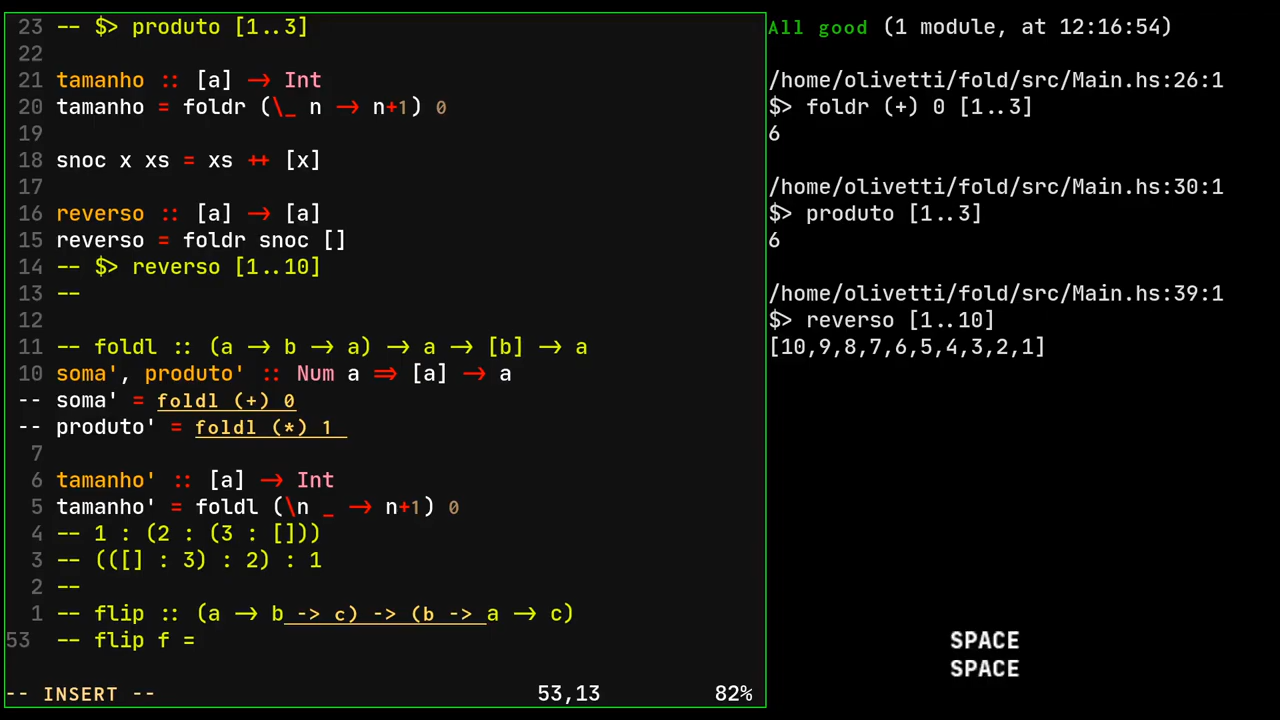 23 -- $> produto [1..3]
22
21 tamanho :: [a] -> Int
20 tamanho = foldr (\_ n -> n+1) 0
19
18 snoc x xs = xs ++ [x]
17
16 reverso :: [a] -> [a]
15 reverso = foldr snoc []
14 -- $> reverso [1..10]
13 --
12
11 -- foldl :: (a -> b -> a) -> a -> [b] -> a
10 soma', produto' :: Num a => [a] -> a
-- soma' = foldl (+) 0
-- produto' = foldl (*) 1
7
6 tamanho' :: [a] -> Int
5 tamanho' = foldl (\n _ -> n+1) 0
4 -- 1 : (2 : (3 : []))
3 -- (([] : 3) : 2) : 1
2 --
1 -- flip :: (a -> b -> c) -> (b -> a -> c)
53 -- flip f =
-- INSERT -- 53,13 82%
All good (1 module, at 12:16:54)
/home/olivetti/fold/src/Main.hs:26:1
$> foldr (+) 0 [1..3]
6
/home/olivetti/fold/src/Main.hs:30:1
$> produto [1..3]
6
/home/olivetti/fold/src/Main.hs:39:1
$> reverso [1..10]
[10,9,8,7,6,5,4,3,2,1]
SPACE
SPACE